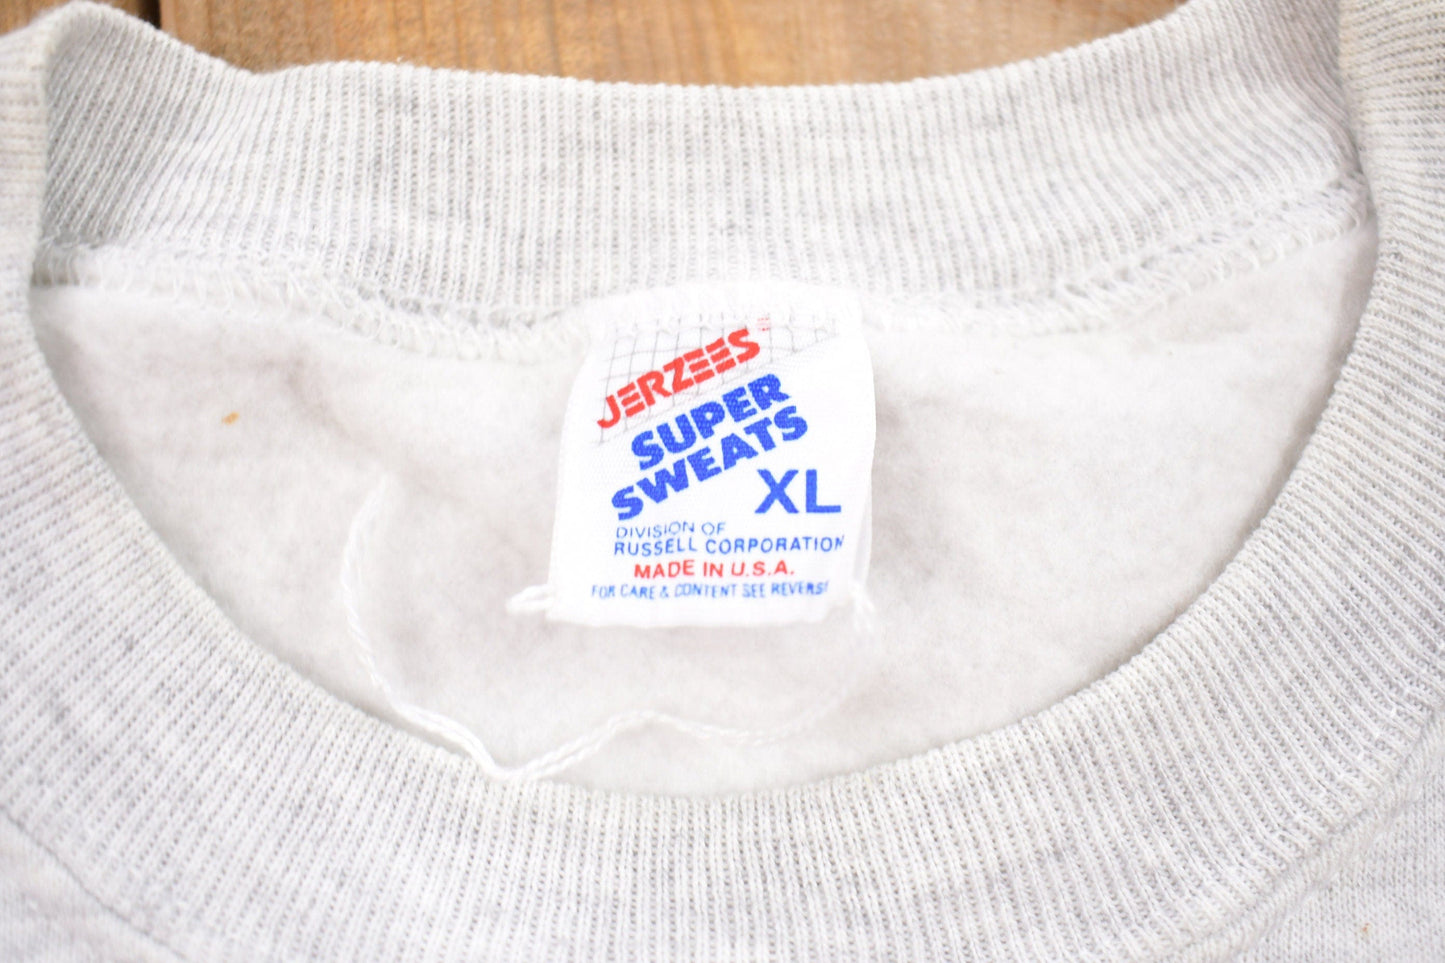 JERZEES
SUPER
SWEATS
XL
DIVISION OF
RUSSELL CORPORATION
MADE IN U.S.A.
FOR CARE & CONTENT SEE REVERSE